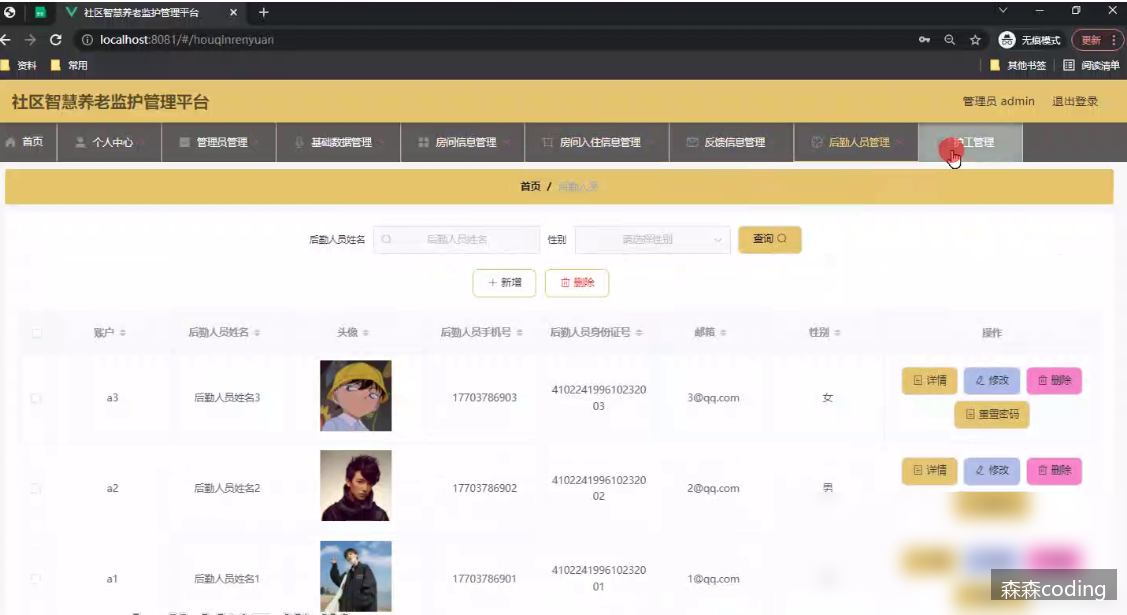 社区智慧养老监护管理平台
localhost:8081/#/houqinrenyuan
无痕模式
更新
资料
常用
其他书签
阅读清单
社区智慧养老监护管理平台
管理员 admin
退出登录
首页
个人中心
管理员管理
基础数据管理
房间信息管理
房间入住信息管理
反馈信息管理
后勤人员管理
护工管理
首页 / 后勤人员
后勤人员姓名
后勤人员姓名
性别
请选择性别
查询
新增
删除
账户 后勤人员姓名 头像 后勤人员手机号 后勤人员身份证号 邮箱 性别 操作
a3 后勤人员姓名3 17703786903 410224199610232003 3@qq.com 女 详情 修改 删除
重置密码
a2 后勤人员姓名2 17703786902 410224199610232002 2@qq.com 男 详情 修改 删除
a1 后勤人员姓名1 17703786901 410224199610232001 1@qq.com
森森coding